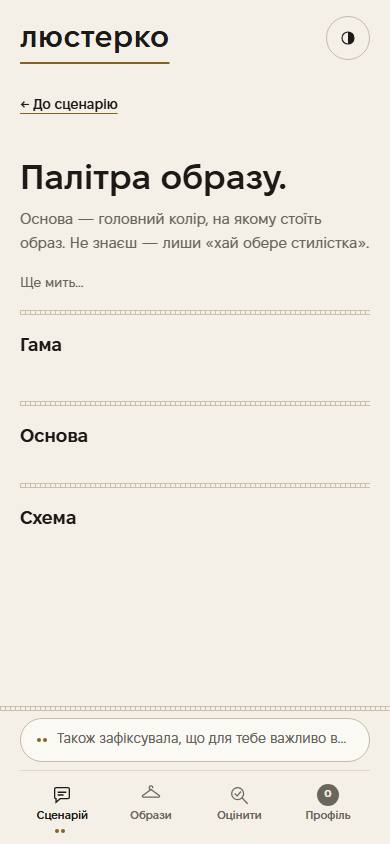 люстерко
← До сценарію
Палітра образу.
Основа — головний колір, на якому стоїть
образ. Не знаєш — лиши «хай обере стилістка».
Ще мить…
Гама
Основа
Схема
Також зафіксувала, що для тебе важливо в…
Сценарій
Образи
Оцінити
О
Профіль